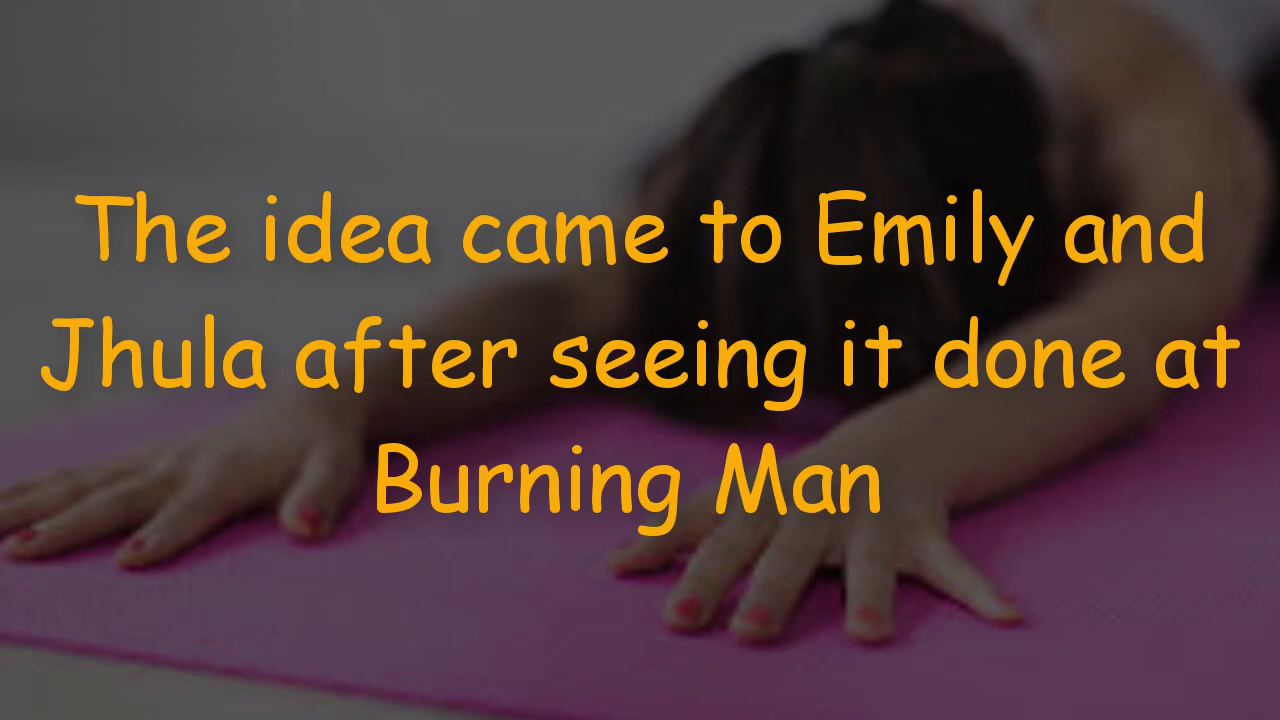 The idea came to Emily and
Jhula after seeing it done at
Burning Man